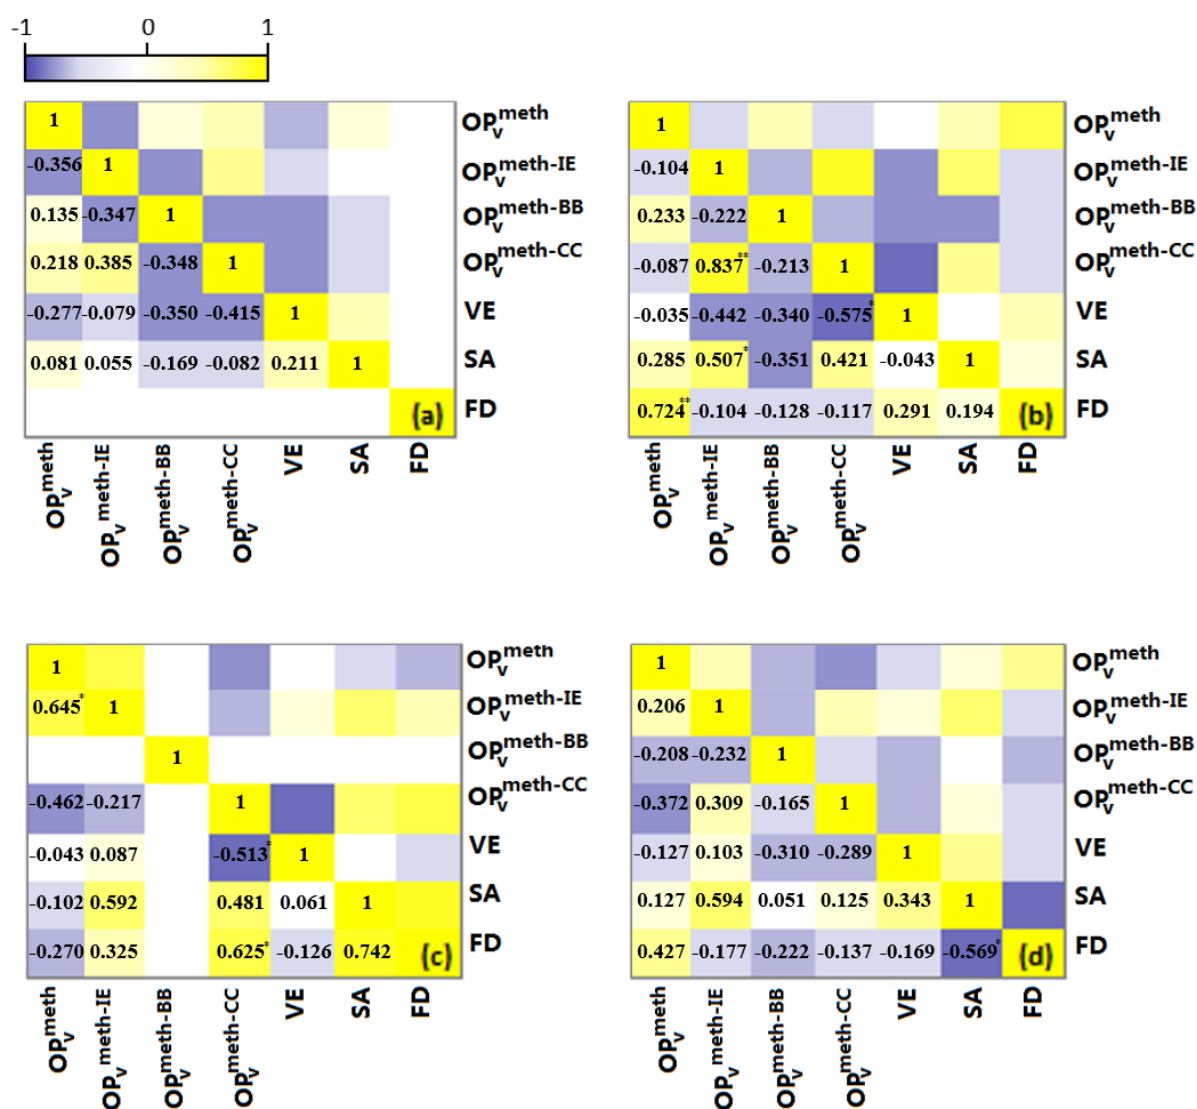 -1 0 1
1 OP_v^meth
-0.356 1 OP_v^meth-IE
0.135 -0.347 1 OP_v^meth-BB
0.218 0.385 -0.348 1 OP_v^meth-CC
-0.277 -0.079 -0.350 -0.415 1 VE
0.081 0.055 -0.169 -0.082 0.211 1 SA
(a) FD
OP_v^meth OP_v^meth-IE OP_v^meth-BB OP_v^meth-CC VE SA FD
1 OP_v^meth
-0.104 1 OP_v^meth-IE
0.233 -0.222 1 OP_v^meth-BB
-0.087 0.837** -0.213 1 OP_v^meth-CC
-0.035 -0.442 -0.340 -0.575* 1 VE
0.285 0.507* -0.351 0.421 -0.043 1 SA
0.724** -0.104 -0.128 -0.117 0.291 0.194 (b) FD
OP_v^meth OP_v^meth-IE OP_v^meth-BB OP_v^meth-CC VE SA FD
1 OP_v^meth
0.645* 1 OP_v^meth-IE
1 OP_v^meth-BB
-0.462 -0.217 1 OP_v^meth-CC
-0.043 0.087 -0.513* 1 VE
-0.102 0.592 0.481 0.061 1 SA
-0.270 0.325 0.625* -0.126 0.742 (c) FD
OP_v^meth OP_v^meth-IE OP_v^meth-BB OP_v^meth-CC VE SA FD
1 OP_v^meth
0.206 1 OP_v^meth-IE
-0.208 -0.232 1 OP_v^meth-BB
-0.372 0.309 -0.165 1 OP_v^meth-CC
-0.127 0.103 -0.310 -0.289 1 VE
0.127 0.594 0.051 0.125 0.343 1 SA
0.427 -0.177 -0.222 -0.137 -0.169 -0.569* (d) FD
OP_v^meth OP_v^meth-IE OP_v^meth-BB OP_v^meth-CC VE SA FD